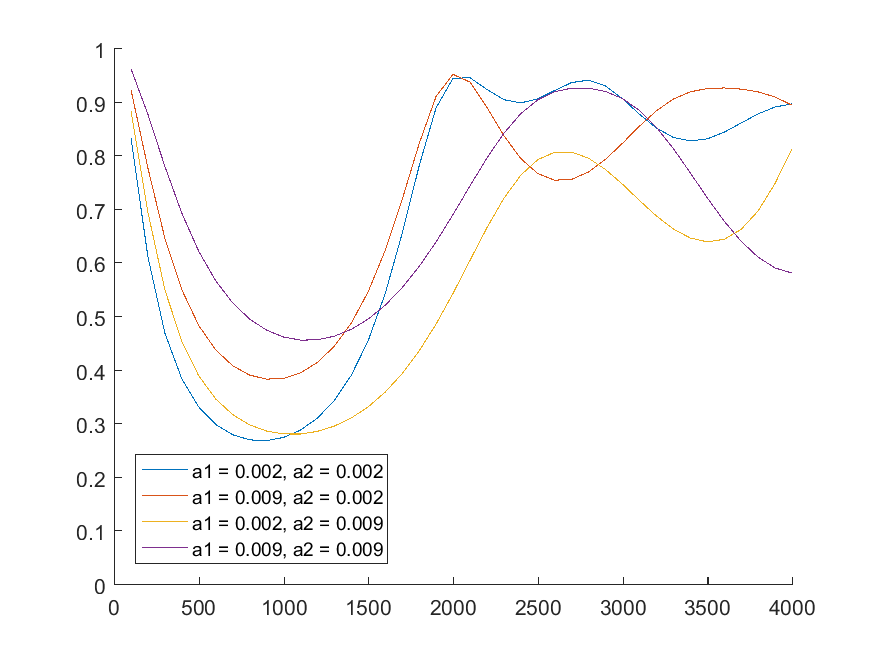 1
0.9
0.8
0.7
0.6
0.5
0.4
0.3
0.2
0.1
0
a1 = 0.002, a2 = 0.002
a1 = 0.009, a2 = 0.002
a1 = 0.002, a2 = 0.009
a1 = 0.009, a2 = 0.009
0 500 1000 1500 2000 2500 3000 3500 4000